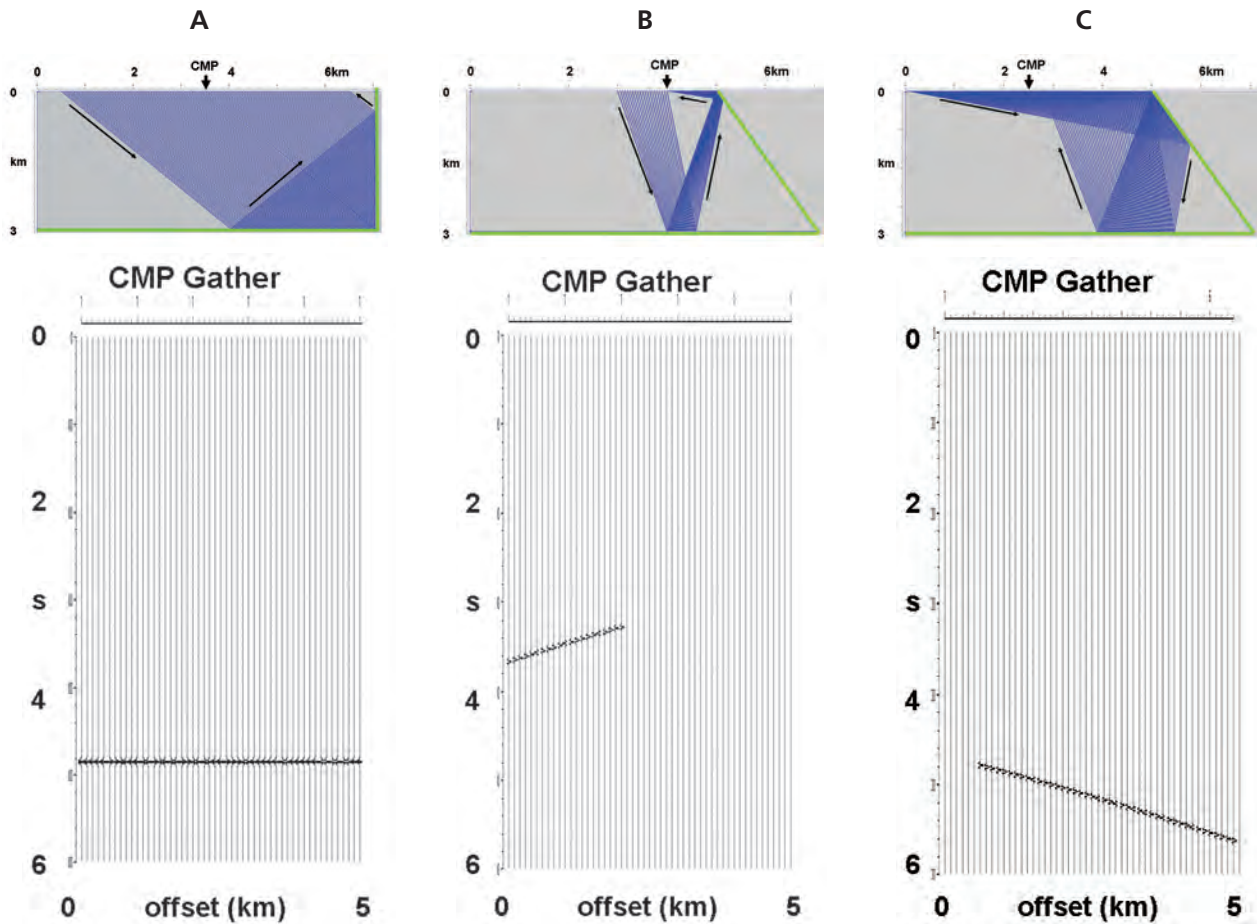 A B C
CMP CMP CMP
0 2 4 6km 0 2 4 6km 0 2 4 6km
0 0 0
km km km
3 3 3
CMP Gather CMP Gather CMP Gather
0 0 0
2 2 2
s s s
4 4 4
6 6 6
0 offset (km) 5 0 offset (km) 5 0 offset (km) 5